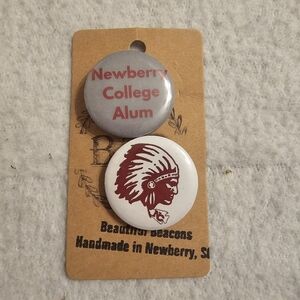 Newberry
College
Alum
Beautiful Beacons
Handmade in Newberry, SC